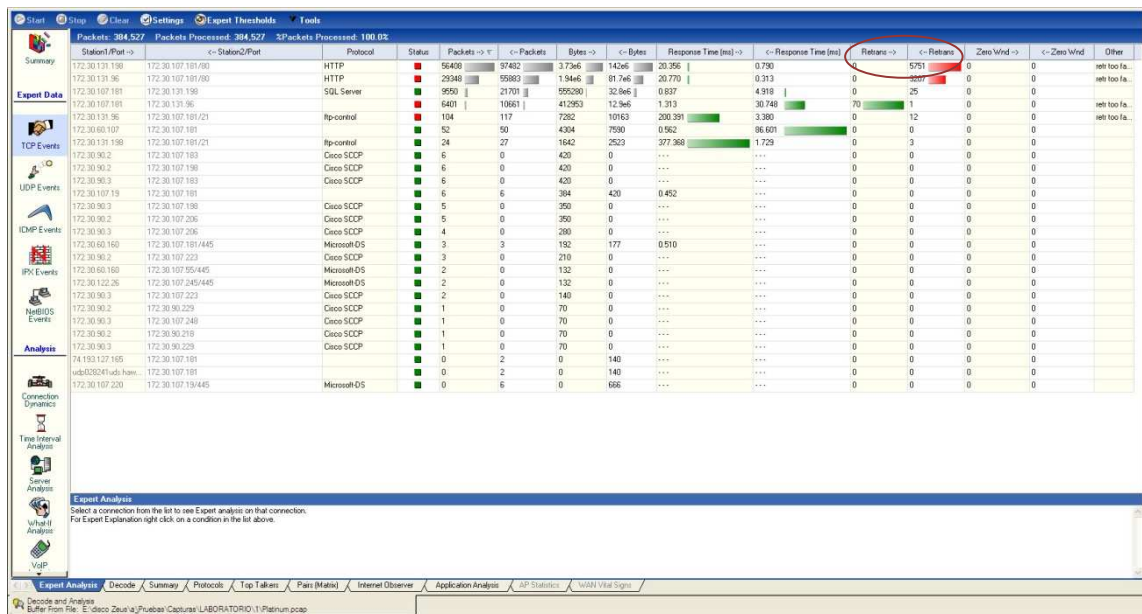 Start Stop Clear Settings Expert Thresholds Tools
Packets: 384,527 Packets Processed: 384,527 %Packets Processed: 100.0%
Station1/Port --> <-- Station2/Port Protocol Status Packets --> <-- Packets Bytes --> <-- Bytes Response Time (ms) --> <-- Response Time (ms) Retrans --> <-- Retrans Zero Wnd --> <-- Zero Wnd Other
172.30.131.198 172.30.107.181/80 HTTP 56408 97482 3.73e6 142e6 20.356 0.790 0 5751 0 0 retr too fa...
172.30.131.96 172.30.107.181/80 HTTP 29348 55883 1.94e6 81.7e6 20.770 0.313 0 0 0 retr too fa...
172.30.107.181 172.30.131.198 SQL Server 9550 21701 555280 32.8e6 0.837 4.918 0 25 0 0
172.30.107.181 172.30.131.96 6401 10661 412953 12.9e6 1.313 30.748 70 1 0 0 retr too fa...
172.30.131.96 172.30.107.181/21 ftp-control 104 117 7282 10163 200.391 3.380 0 12 0 0 retr too fa...
172.30.60.107 172.30.107.181 52 50 4304 7590 0.562 86.601 0 0 0 0
172.30.131.198 172.30.107.181/21 ftp-control 24 27 1642 2523 377.368 1.729 0 3 0 0
172.30.90.2 172.30.107.183 Cisco SCCP 6 0 420 0 --- --- 0 0 0 0
172.30.90.2 172.30.107.198 Cisco SCCP 6 0 420 0 --- --- 0 0 0 0
172.30.90.3 172.30.107.183 Cisco SCCP 6 0 420 0 --- --- 0 0 0 0
172.30.107.19 172.30.107.181 6 6 384 420 0.452 --- 0 0 0 0
172.30.90.3 172.30.107.198 Cisco SCCP 5 0 350 0 --- --- 0 0 0 0
172.30.90.2 172.30.107.206 Cisco SCCP 5 0 350 0 --- --- 0 0 0 0
172.30.90.3 172.30.107.206 Cisco SCCP 4 0 280 0 --- --- 0 0 0 0
172.30.60.160 172.30.107.181/445 Microsoft-DS 3 3 192 177 0.510 --- 0 0 0 0
172.30.90.2 172.30.107.223 Cisco SCCP 3 0 210 0 --- --- 0 0 0 0
172.30.60.160 172.30.107.55/445 Microsoft-DS 2 0 132 0 --- --- 0 0 0 0
172.30.122.26 172.30.107.245/445 Microsoft-DS 2 0 132 0 --- --- 0 0 0 0
172.30.90.3 172.30.107.223 Cisco SCCP 2 0 140 0 --- --- 0 0 0 0
172.30.90.2 172.30.90.229 Cisco SCCP 1 0 70 0 --- --- 0 0 0 0
172.30.90.3 172.30.107.248 Cisco SCCP 1 0 70 0 --- --- 0 0 0 0
172.30.90.2 172.30.90.218 Cisco SCCP 1 0 70 0 --- --- 0 0 0 0
172.30.90.3 172.30.90.229 Cisco SCCP 1 0 70 0 --- --- 0 0 0 0
74.193.127.165 172.30.107.181 0 2 0 140 --- --- 0 0 0 0
udp028241uds.haw... 172.30.107.181 0 2 0 140 --- --- 0 0 0 0
172.30.107.220 172.30.107.19/445 Microsoft-DS 0 6 0 666 --- --- 0 0 0 0
Summary
Expert Data
TCP Events
UDP Events
ICMP Events
IPX Events
NetBIOS
Events
Analysis
Connection
Dynamics
Time Interval
Analysis
Server
Analysis
What-If
Analysis
VoIP
Expert Analysis
Select a connection from the list to see Expert analysis on that connection.
For Expert Explanation right click on a condition in the list above.
Expert Analysis Decode Summary Protocols Top Talkers Pairs (Matrix) Internet Observer Application Analysis AP Statistics WAN Vital Signs
Decode and Analysis
Buffer From File: E:\disco Zeus\a\Pruebas\Capturas\LABORATORIO\1\Platinum.pcap